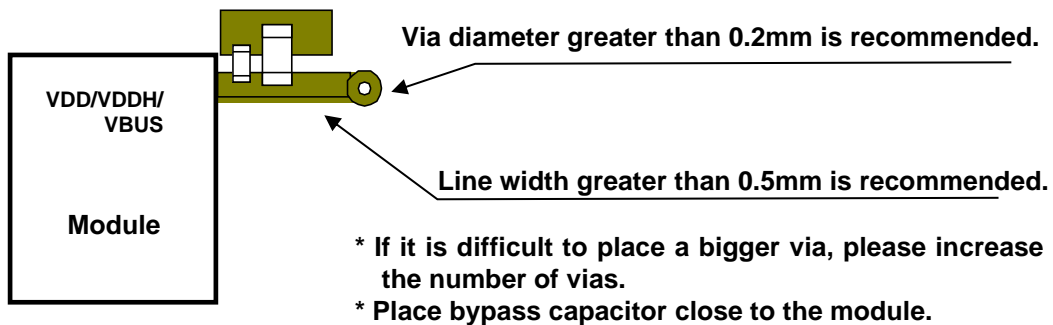 Via diameter greater than 0.2mm is recommended.
VDD/VDDH/
VBUS
Line width greater than 0.5mm is recommended.
Module
* If it is difficult to place a bigger via, please increase
the number of vias.
* Place bypass capacitor close to the module.